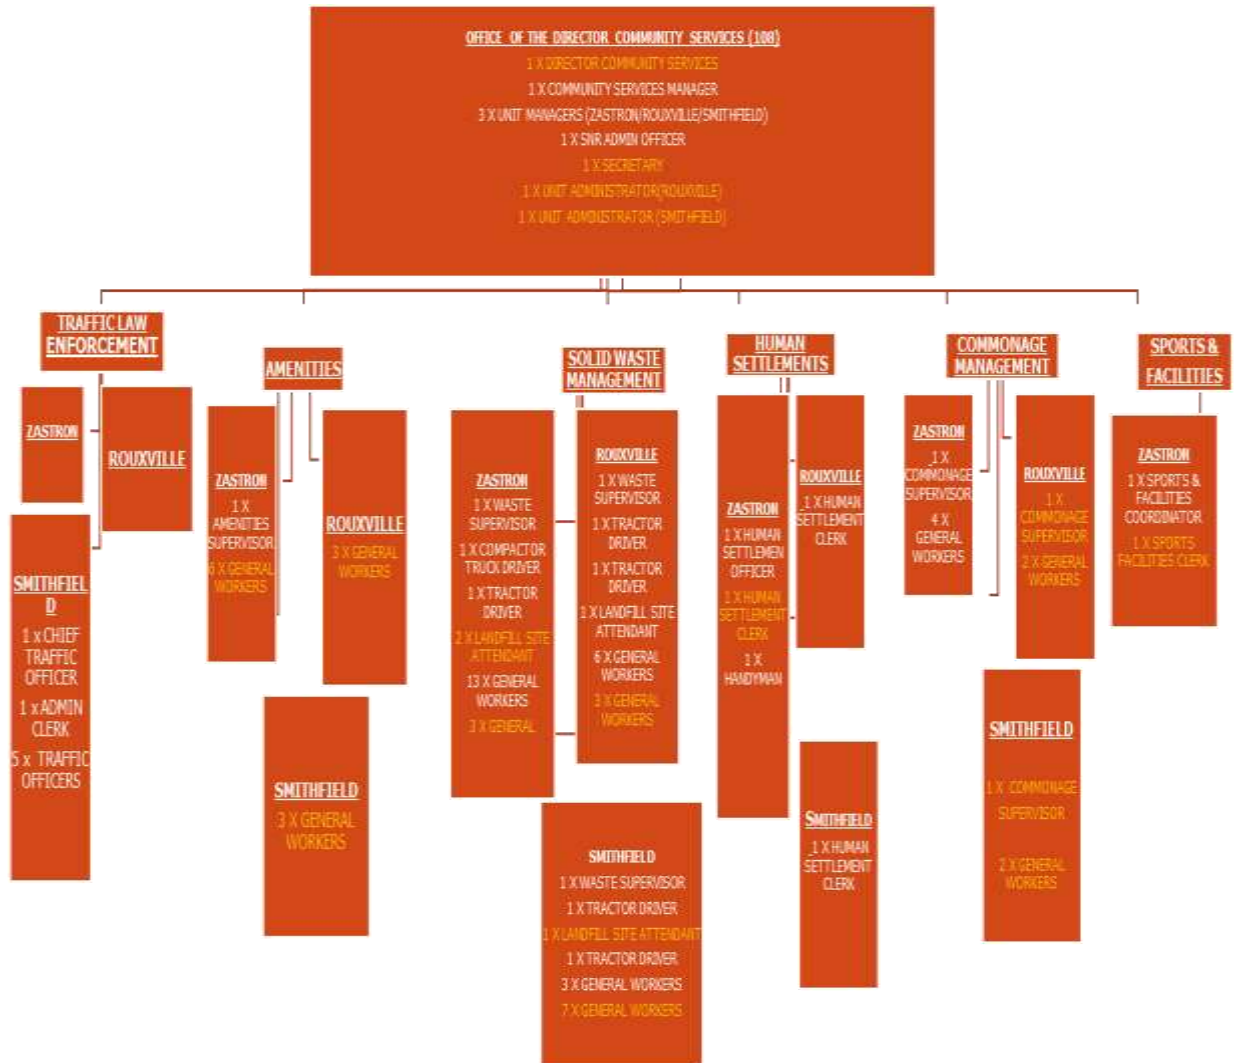 OFFICE OF THE DIRECTOR COMMUNITY SERVICES (108)
1 X DIRECTOR COMMUNITY SERVICES
1 X COMMUNITY SERVICES MANAGER
3 X UNIT MANAGERS (ZASTRON/ROUXVILLE/SMITHFIELD)
1 X SNR ADMIN OFFICER
1 X SECRETARY
1 X UNIT ADMINISTRATOR(ROUXVILLE)
1 X UNIT ADMINISTRATOR (SMITHFIELD)
TRAFFIC LAW
ENFORCEMENT
ZASTRON
ROUXVILLE
SMITHFIEL
D
1 x CHIEF
TRAFFIC
OFFICER
1 x ADMIN
CLERK
5 x TRAFFIC
OFFICERS
AMENITIES
ZASTRON
1 X
AMENITIES
SUPERVISOR
6 X GENERAL
WORKERS
ROUXVILLE
3 X GENERAL
WORKERS
SMITHFIELD
3 X GENERAL
WORKERS
SOLID WASTE
MANAGEMENT
ZASTRON
1 X WASTE
SUPERVISOR
1 X COMPACTOR
TRUCK DRIVER
1 X TRACTOR
DRIVER
2 X LANDFILL SITE
ATTENDANT
13 X GENERAL
WORKERS
3 X GENERAL
ROUXVILLE
1 X WASTE
SUPERVISOR
1 X TRACTOR
DRIVER
1 X TRACTOR
DRIVER
1 X LANDFILL SITE
ATTENDANT
6 X GENERAL
WORKERS
3 X GENERAL
WORKERS
SMITHFIELD
1 X WASTE SUPERVISOR
1 X TRACTOR DRIVER
1 X LANDFILL SITE ATTENDANT
1 X TRACTOR DRIVER
3 X GENERAL WORKERS
7 X GENERAL WORKERS
HUMAN
SETTLEMENTS
ZASTRON
1 X HUMAN
SETTLEMEN
OFFICER
1 X HUMAN
SETTLEMENT
CLERK
1 X
HANDYMAN
ROUXVILLE
1 X HUMAN
SETTLEMENT
CLERK
SMITHFIELD
1 X HUMAN
SETTLEMENT
CLERK
COMMONAGE
MANAGEMENT
ZASTRON
1 X
COMMONAGE
SUPERVISOR
4 X
GENERAL
WORKERS
ROUXVILLE
1 X
COMMONAGE
SUPERVISOR
2 X GENERAL
WORKERS
SMITHFIELD
1 X COMMONAGE
SUPERVISOR
2 X GENERAL
WORKERS
SPORTS &
FACILITIES
ZASTRON
1 X SPORTS &
FACILITIES
COORDINATOR
1 X SPORTS
FACILITIES CLERK